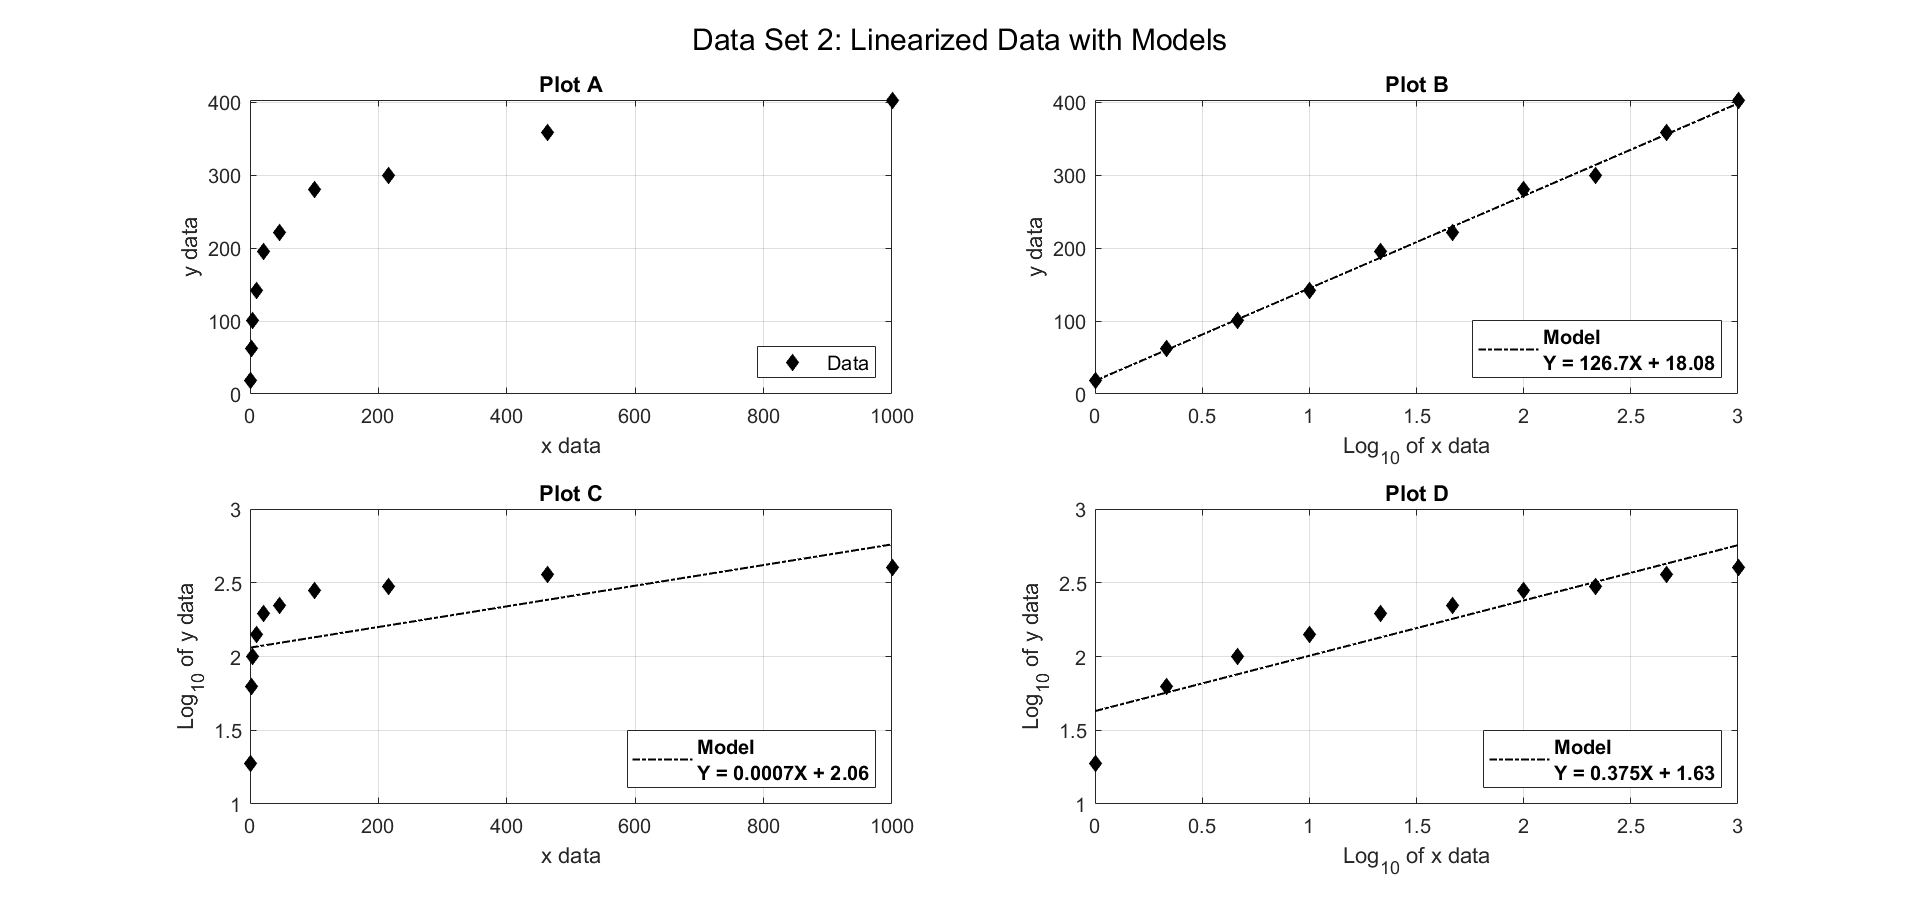 Data Set 2: Linearized Data with Models
Plot A
400
300
200
100
0
y data
Data
0 200 400 600 800 1000
x data
Plot B
400
300
200
100
0
y data
Model
Y = 126.7X + 18.08
0 0.5 1 1.5 2 2.5 3
Log10 of x data
Plot C
3
2.5
2
1.5
1
Log10 of y data
Model
Y = 0.0007X + 2.06
0 200 400 600 800 1000
x data
Plot D
3
2.5
2
1.5
1
Log10 of y data
Model
Y = 0.375X + 1.63
0 0.5 1 1.5 2 2.5 3
Log10 of x data